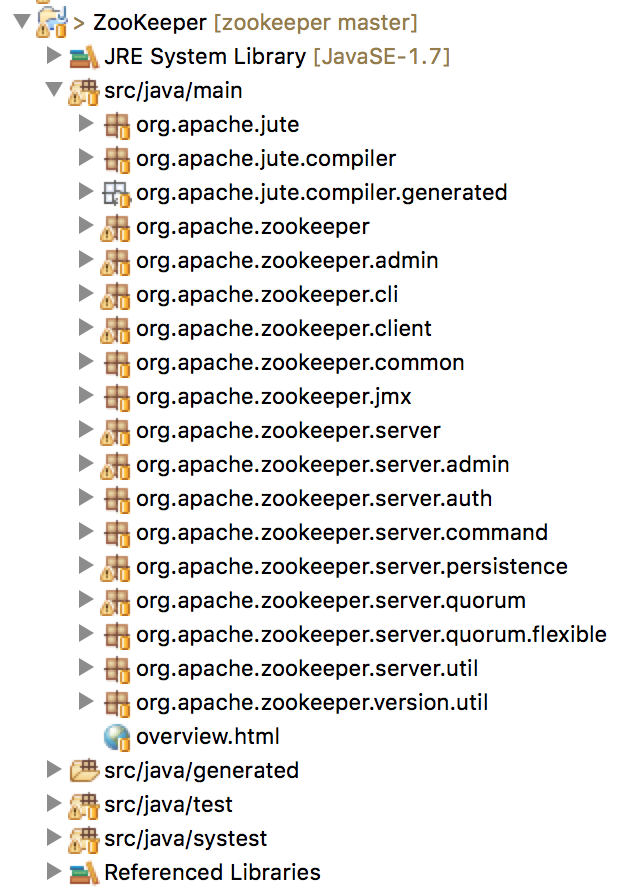 > ZooKeeper [zookeeper master]
JRE System Library [JavaSE-1.7]
src/java/main
org.apache.jute
org.apache.jute.compiler
org.apache.jute.compiler.generated
org.apache.zookeeper
org.apache.zookeeper.admin
org.apache.zookeeper.cli
org.apache.zookeeper.client
org.apache.zookeeper.common
org.apache.zookeeper.jmx
org.apache.zookeeper.server
org.apache.zookeeper.server.admin
org.apache.zookeeper.server.auth
org.apache.zookeeper.server.command
org.apache.zookeeper.server.persistence
org.apache.zookeeper.server.quorum
org.apache.zookeeper.server.quorum.flexible
org.apache.zookeeper.server.util
org.apache.zookeeper.version.util
overview.html
src/java/generated
src/java/test
src/java/systest
Referenced Libraries